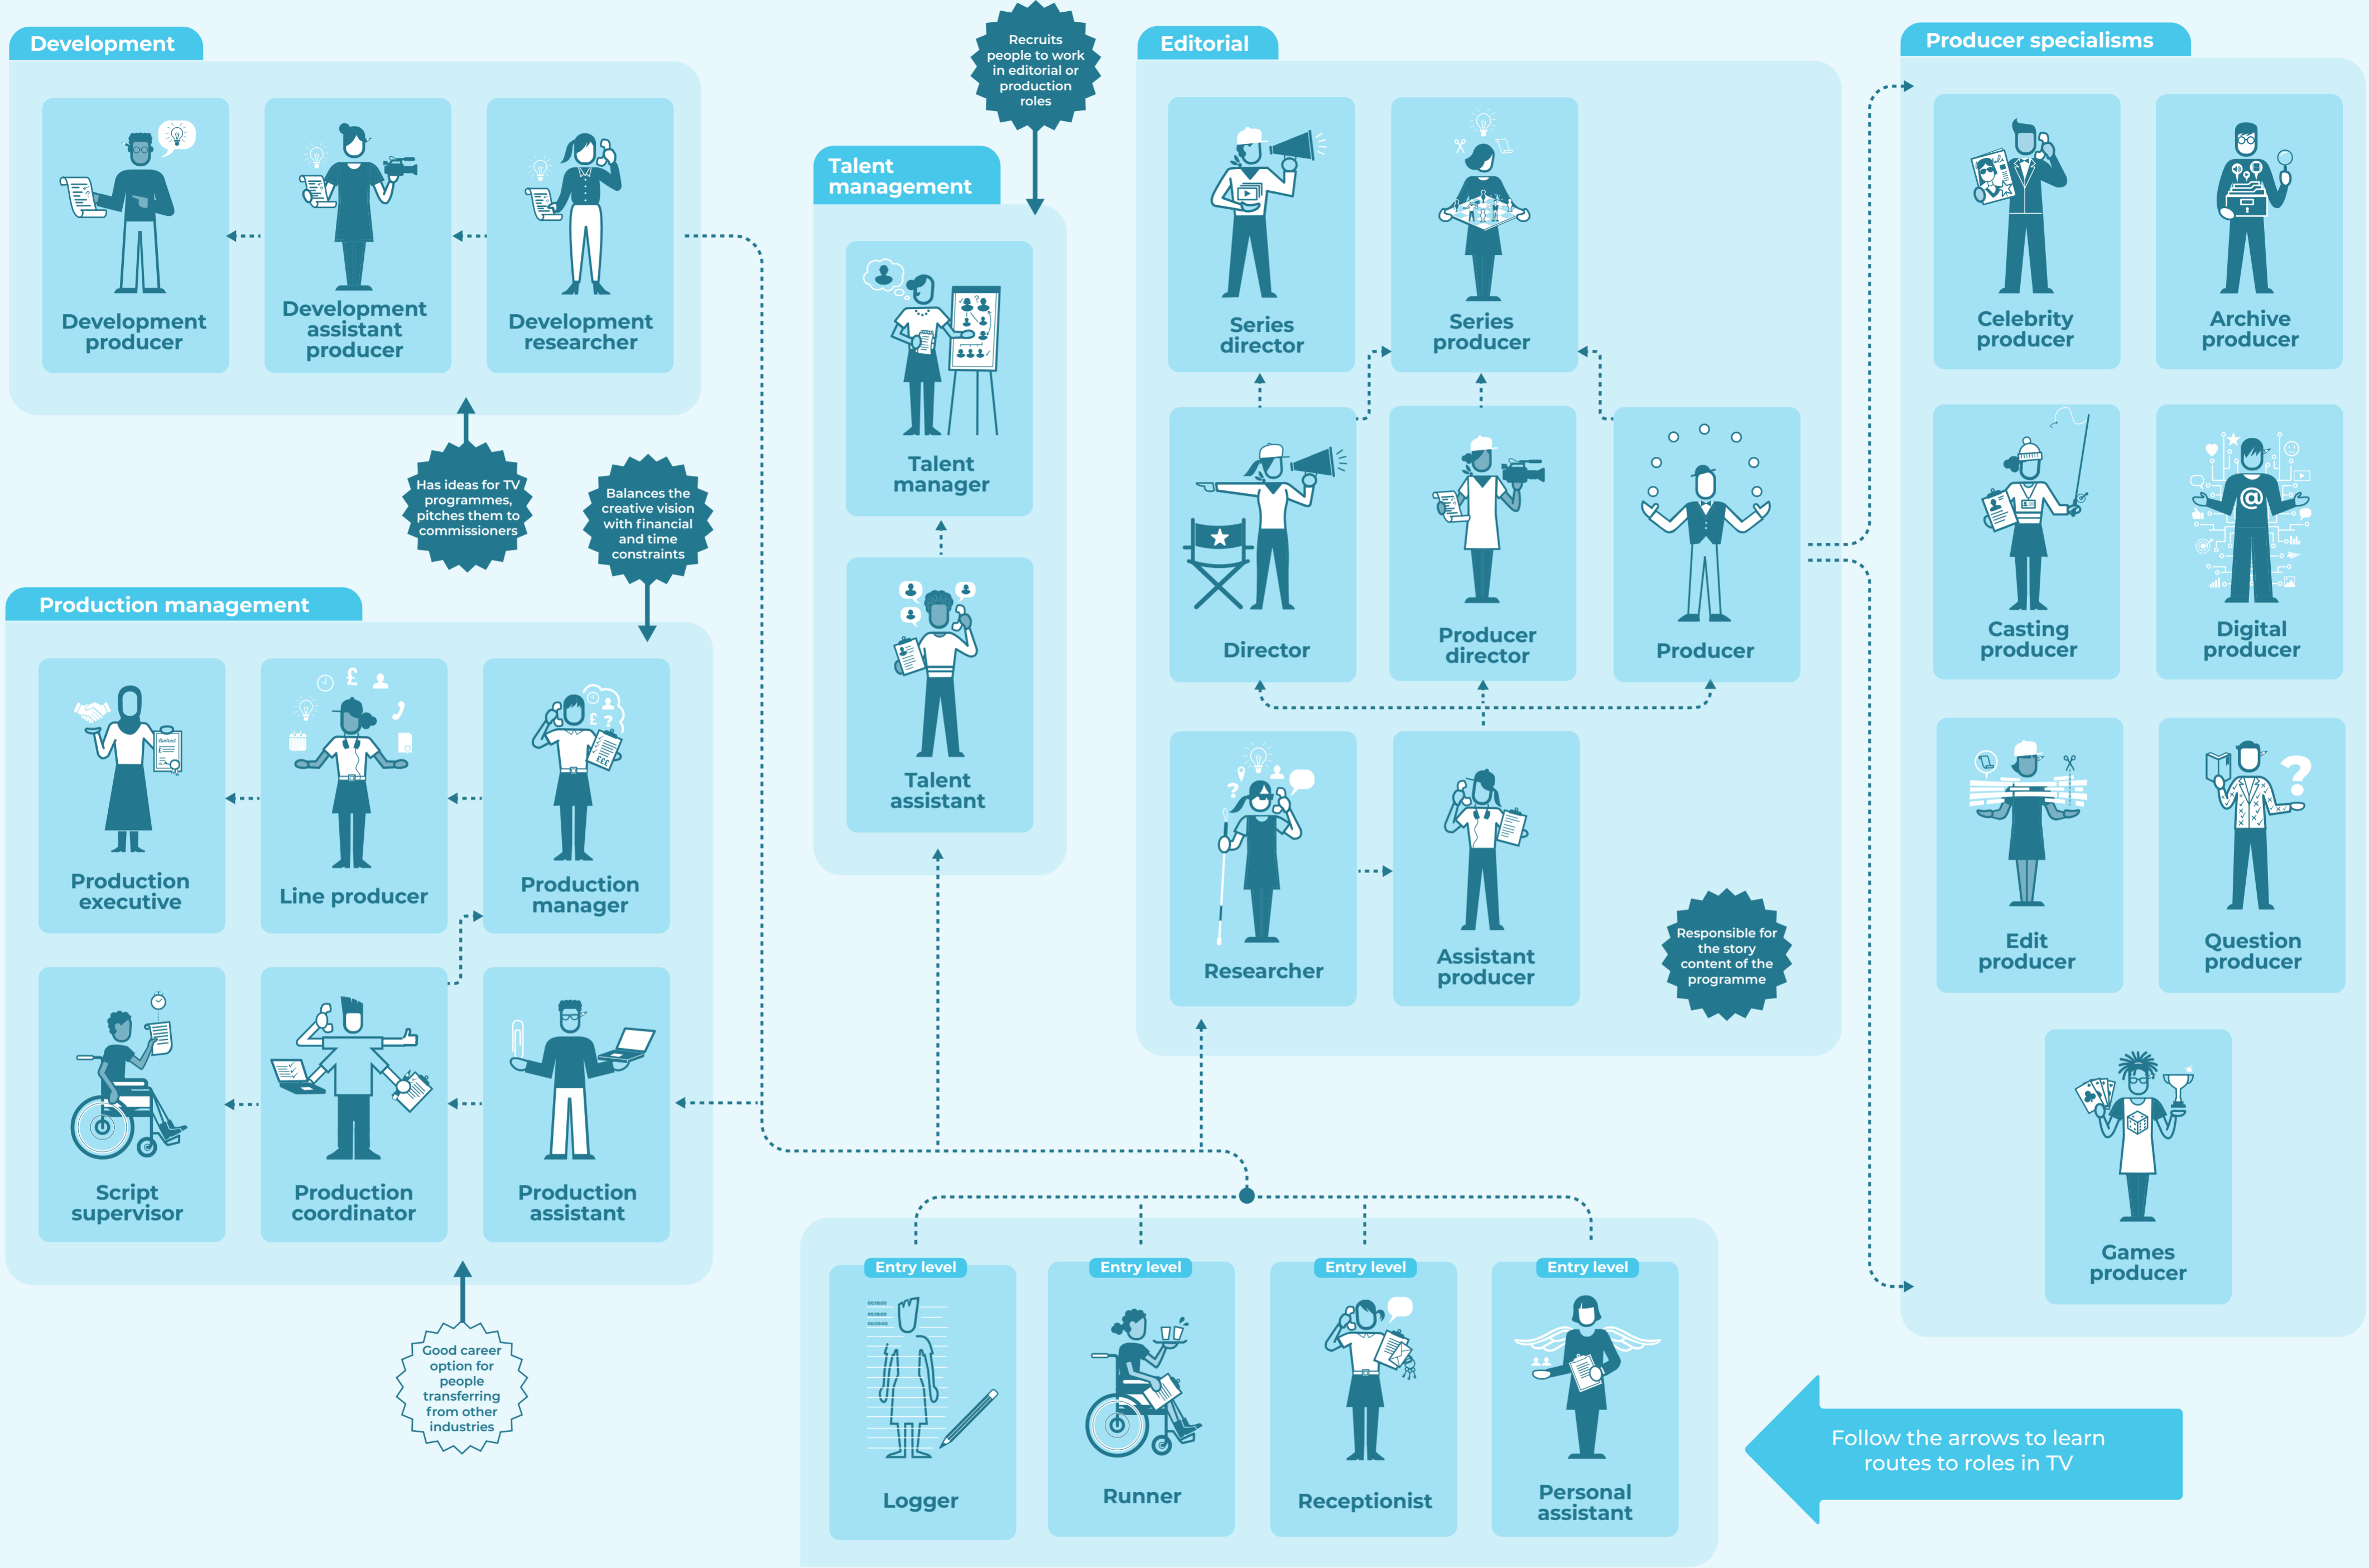 Development
Development
producer
Development
assistant
producer
Development
researcher
Has ideas for TV
programmes,
pitches them to
commissioners
Balances the
creative vision
with financial
and time
constraints
Production management
Production
executive
Line producer
Production
manager
Script
supervisor
Production
coordinator
Production
assistant
Good career
option for
people
transferring
from other
industries
Recruits
people to work
in editorial or
production
roles
Talent
management
Talent
manager
Talent
assistant
Editorial
Series
director
Series
producer
Director
Producer
director
Producer
Researcher
Assistant
producer
Responsible for
the story
content of the
programme
Producer specialisms
Celebrity
producer
Archive
producer
Casting
producer
Digital
producer
Edit
producer
Question
producer
Games
producer
Entry level
Logger
Entry level
Runner
Entry level
Receptionist
Entry level
Personal
assistant
Follow the arrows to learn
routes to roles in TV